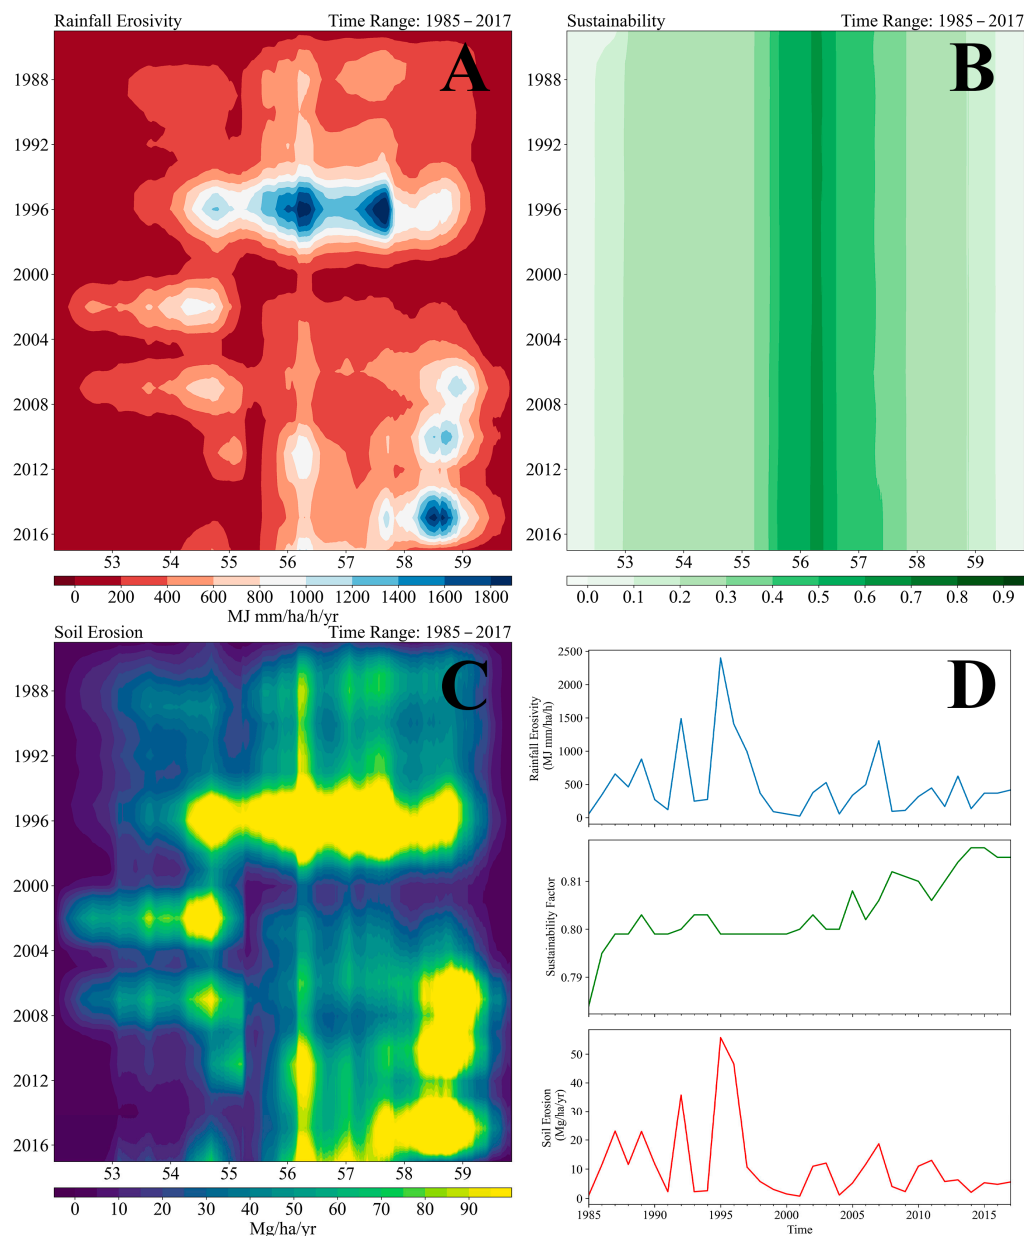 Rainfall Erosivity Time Range: 1985 – 2017
A
1988
1992
1996
2000
2004
2008
2012
2016
53 54 55 56 57 58 59
0 200 400 600 800 1000 1200 1400 1600 1800
MJ mm/ha/h/yr
Sustainability Time Range: 1985 – 2017
B
1988
1992
1996
2000
2004
2008
2012
2016
53 54 55 56 57 58 59
0.0 0.1 0.2 0.3 0.4 0.5 0.6 0.7 0.8 0.9
Soil Erosion Time Range: 1985 – 2017
C
1988
1992
1996
2000
2004
2008
2012
2016
53 54 55 56 57 58 59
0 10 20 30 40 50 60 70 80 90
Mg/ha/yr
D
Rainfall Erosivity
(MJ mm/ha/h)
2500
2000
1500
1000
500
0
Sustainability Factor
0.81
0.80
0.79
Soil Erosion
(Mg/ha/yr)
50
40
30
20
10
0
1985 1990 1995 2000 2005 2010 2015
Time